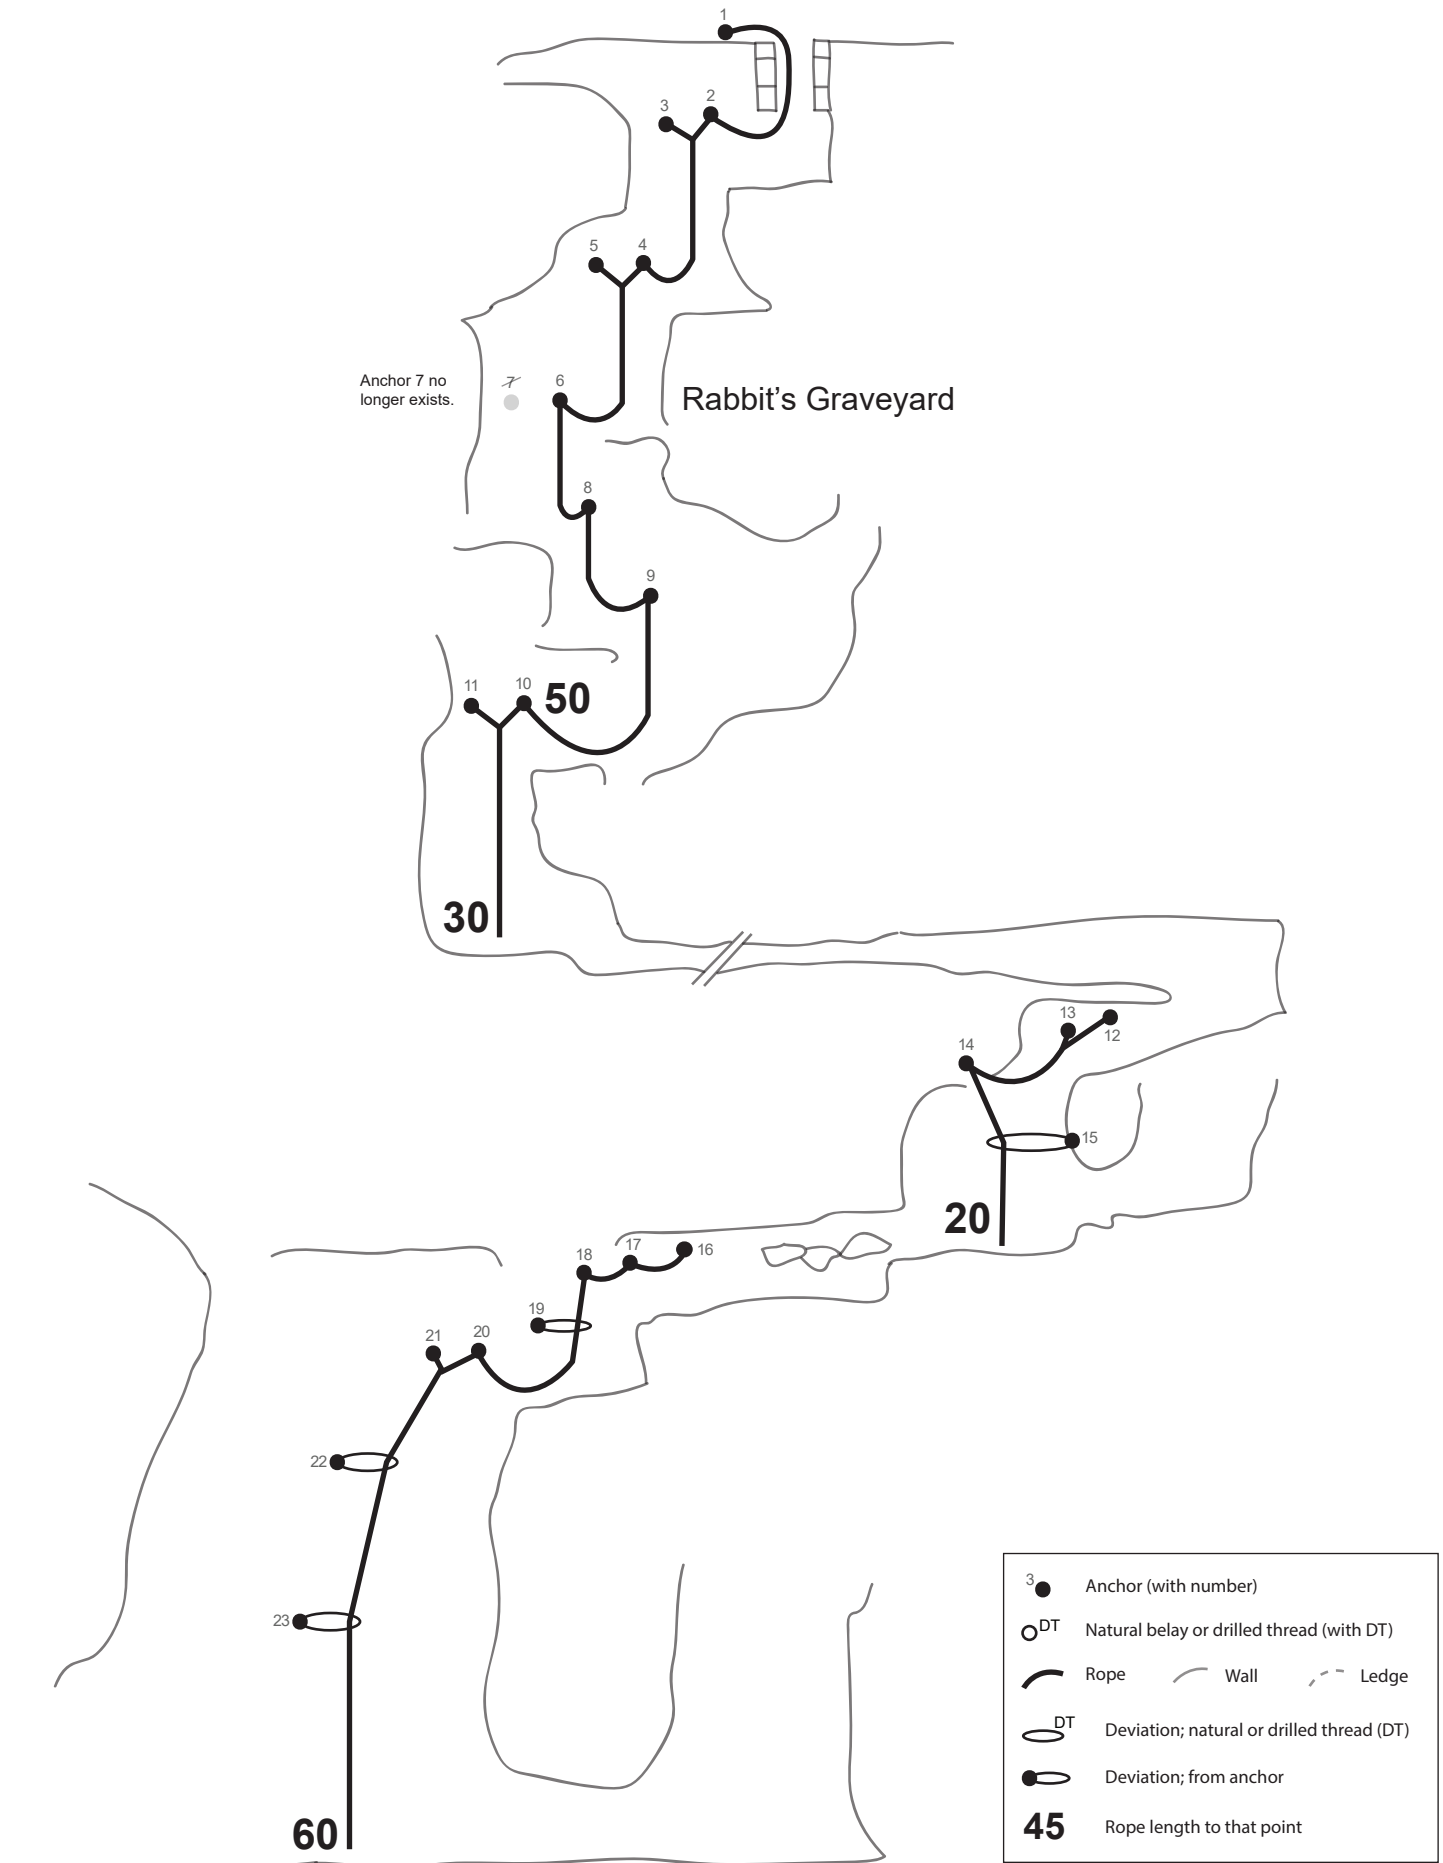 1
2
3
5
4
Anchor 7 no
longer exists.
7
6
Rabbit's Graveyard
8
9
11
10
50
30
13
12
14
15
20
18
17
16
19
21
20
22
23
60
3
Anchor (with number)
DT
Natural belay or drilled thread (with DT)
Rope
Wall
Ledge
DT
Deviation; natural or drilled thread (DT)
Deviation; from anchor
45
Rope length to that point